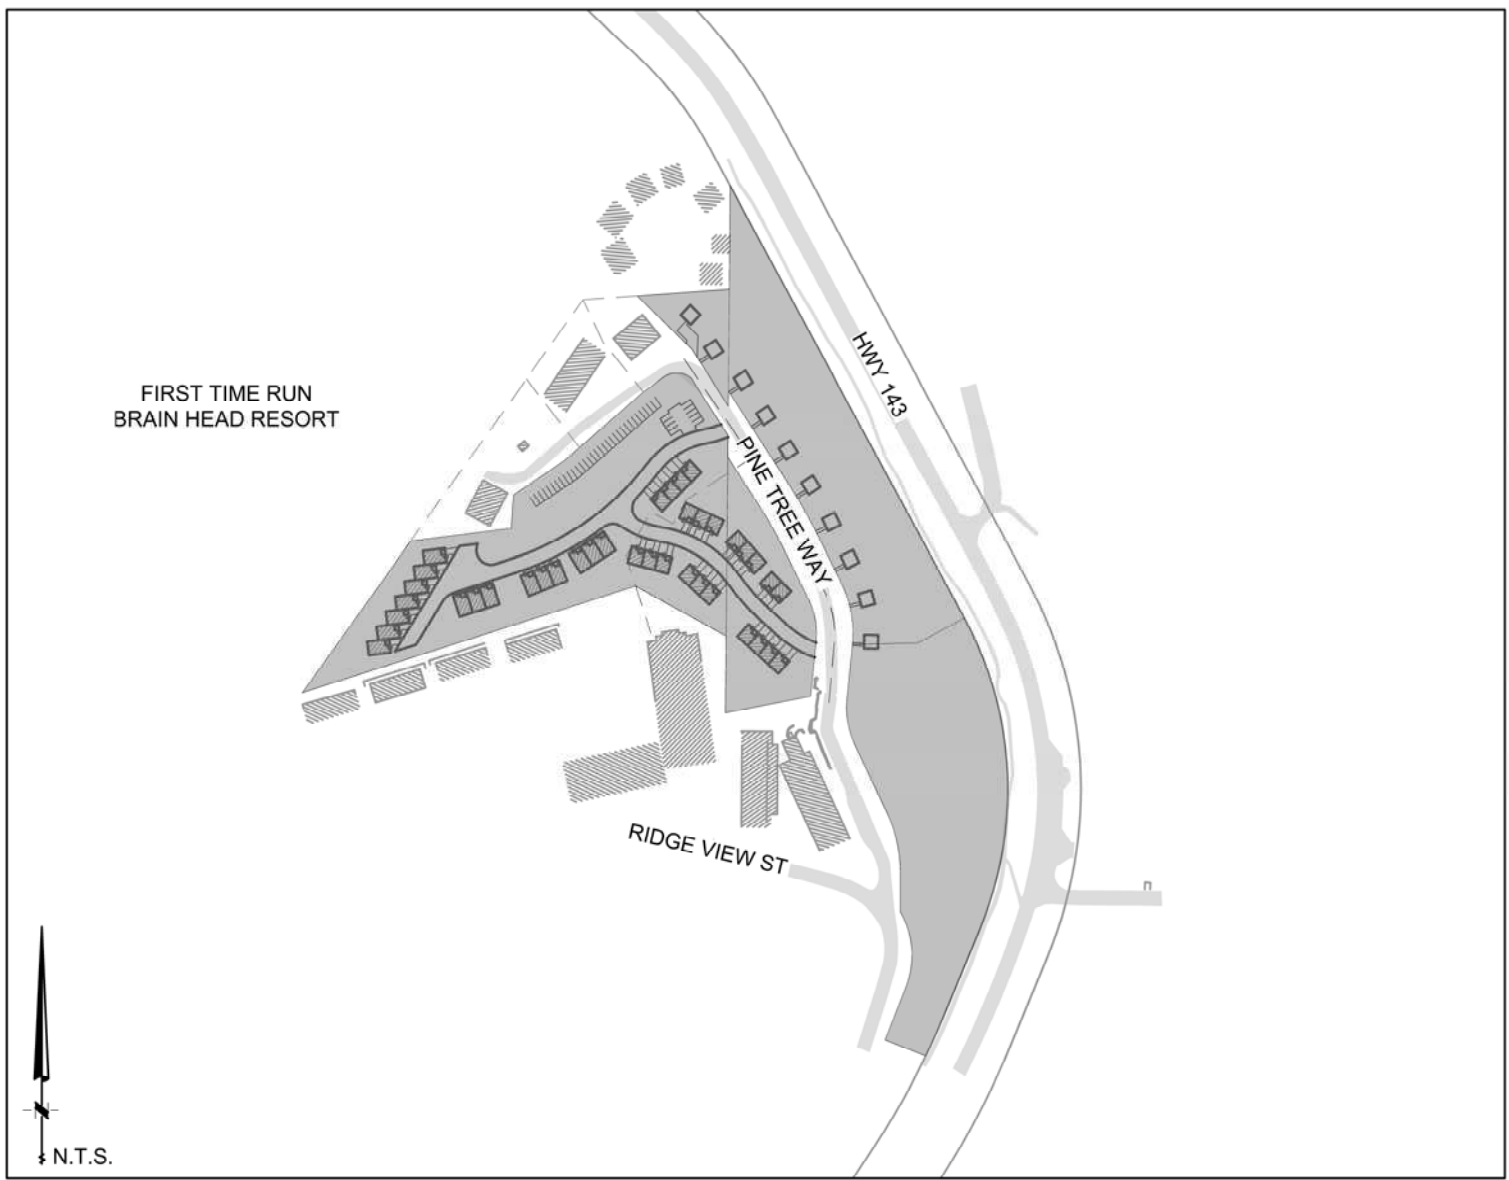 HWY 143
FIRST TIME RUN
BRAIN HEAD RESORT
PINE TREE WAY
RIDGE VIEW ST
N.T.S.